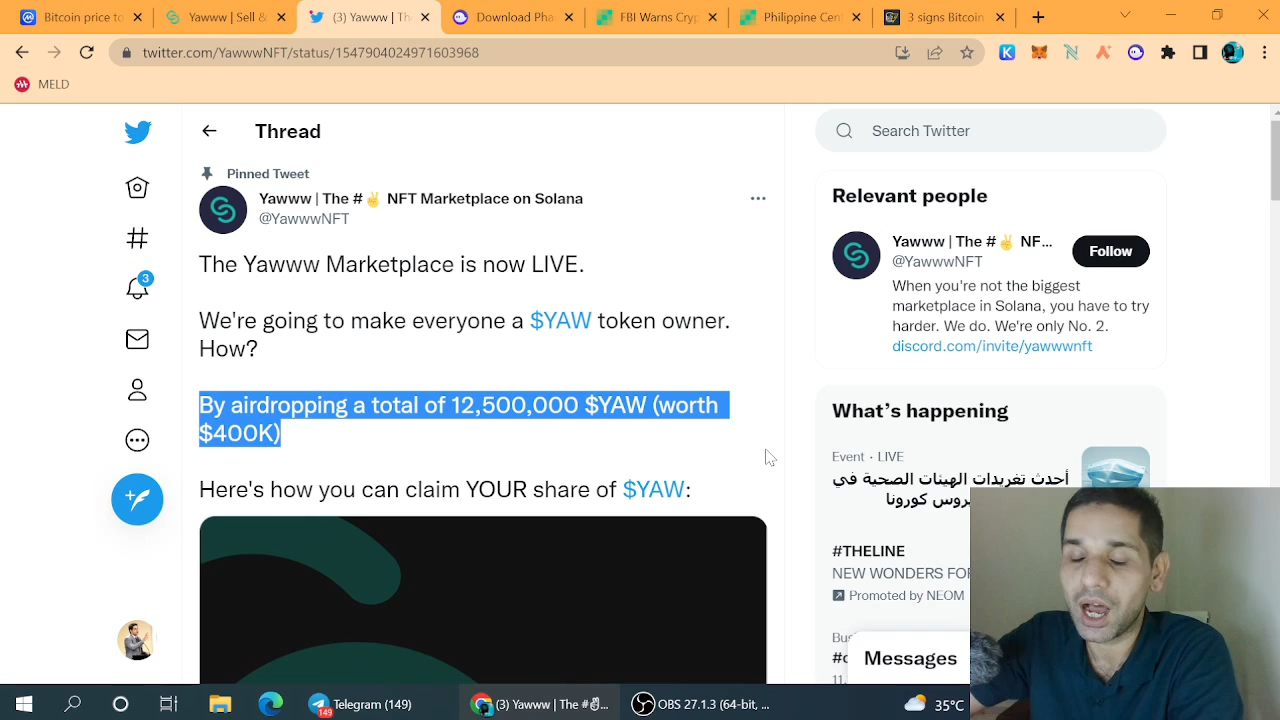 Bitcoin price to
Yawww | Sell &
(3) Yawww | Th
Download Pha
FBI Warns Cryp
Philippine Cen
3 signs Bitcoin
twitter.com/YawwwNFT/status/1547904024971603968
MELD
Thread
Search Twitter
Pinned Tweet
Yawww | The #✌ NFT Marketplace on Solana
@YawwwNFT
The Yawww Marketplace is now LIVE.
We're going to make everyone a $YAW token owner.
How?
By airdropping a total of 12,500,000 $YAW (worth
$400K)
Here's how you can claim YOUR share of $YAW:
3
Relevant people
Yawww | The #✌ NF...
@YawwwNFT
Follow
When you're not the biggest
marketplace in Solana, you have to try
harder. We do. We're only No. 2.
discord.com/invite/yawwwnft
What's happening
Event · LIVE
أحدث تغريدات الهيئات الصحية في
#THELINE
NEW WONDERS FOR
Promoted by NEOM
Messages
149
Telegram (149)
(3) Yawww | The #✌...
OBS 27.1.3 (64-bit, ...
35°C